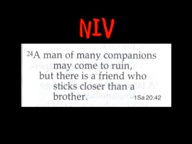 NIV
24A man of many companions
may come to ruin,
but there is a friend who
sticks closer than a
brother.
1Sa 20:42